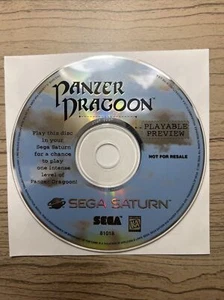 PANZER
DRAGOON
PLAYABLE
PREVIEW
Play this disc
in your
Sega Saturn
for a chance
to play
one intense
level of
Panzer Dragoon!
NOT FOR RESALE
SEGA SATURN
SEGA
81018